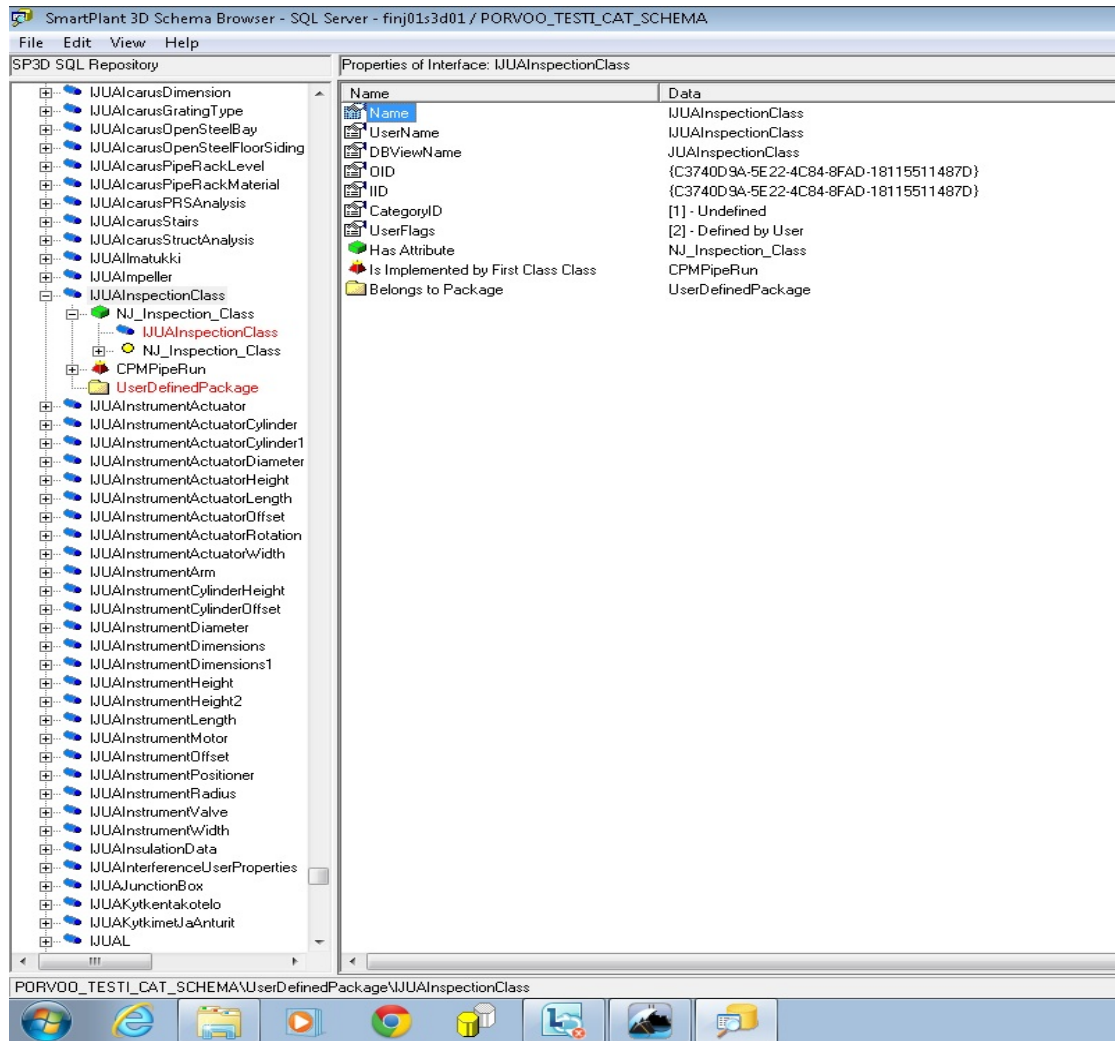 SmartPlant 3D Schema Browser - SQL Server - finj01s3d01 / PORVOO_TESTI_CAT_SCHEMA
File Edit View Help
SP3D SQL Repository
Properties of Interface: IJUAInspectionClass
IJUAIcarusDimension
IJUAIcarusGratingType
IJUAIcarusOpenSteelBay
IJUAIcarusOpenSteelFloorSiding
IJUAIcarusPipeRackLevel
IJUAIcarusPipeRackMaterial
IJUAIcarusPRSAnalysis
IJUAIcarusStairs
IJUAIcarusStructAnalysis
IJUAIlmatukki
IJUAImpeller
IJUAInspectionClass
NJ_Inspection_Class
IJUAInspectionClass
NJ_Inspection_Class
CPMPipeRun
UserDefinedPackage
IJUAInstrumentActuator
IJUAInstrumentActuatorCylinder
IJUAInstrumentActuatorCylinder1
IJUAInstrumentActuatorDiameter
IJUAInstrumentActuatorHeight
IJUAInstrumentActuatorLength
IJUAInstrumentActuatorOffset
IJUAInstrumentActuatorRotation
IJUAInstrumentActuatorWidth
IJUAInstrumentArm
IJUAInstrumentCylinderHeight
IJUAInstrumentCylinderOffset
IJUAInstrumentDiameter
IJUAInstrumentDimensions
IJUAInstrumentDimensions1
IJUAInstrumentHeight
IJUAInstrumentHeight2
IJUAInstrumentLength
IJUAInstrumentMotor
IJUAInstrumentOffset
IJUAInstrumentPositioner
IJUAInstrumentRadius
IJUAInstrumentValve
IJUAInstrumentWidth
IJUAInsulationData
IJUAInterferenceUserProperties
IJUAJunctionBox
IJUAKytkentakotelo
IJUAKytkimetJaAnturit
IJUAL
Name Data
Name IJUAInspectionClass
UserName IJUAInspectionClass
DBViewName JUAInspectionClass
OID {C3740D9A-5E22-4C84-8FAD-18115511487D}
IID {C3740D9A-5E22-4C84-8FAD-18115511487D}
CategoryID [1] - Undefined
UserFlags [2] - Defined by User
Has Attribute NJ_Inspection_Class
Is Implemented by First Class Class CPMPipeRun
Belongs to Package UserDefinedPackage
PORVOO_TESTI_CAT_SCHEMA\UserDefinedPackage\IJUAInspectionClass